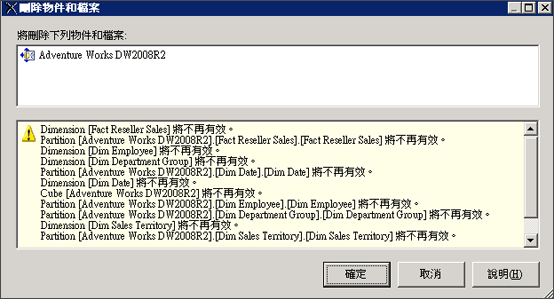 刪除物件和檔案
將刪除下列物件和檔案:
Adventure Works DW2008R2
Dimension [Fact Reseller Sales] 將不再有效。
Partition [Adventure Works DW2008R2].[Fact Reseller Sales].[Fact Reseller Sales] 將不再有效。
Dimension [Dim Employee] 將不再有效。
Dimension [Dim Department Group] 將不再有效。
Partition [Adventure Works DW2008R2].[Dim Date].[Dim Date] 將不再有效。
Dimension [Dim Date] 將不再有效。
Cube [Adventure Works DW2008R2] 將不再有效。
Partition [Adventure Works DW2008R2].[Dim Employee].[Dim Employee] 將不再有效。
Partition [Adventure Works DW2008R2].[Dim Department Group].[Dim Department Group] 將不再有效。
Dimension [Dim Sales Territory] 將不再有效。
Partition [Adventure Works DW2008R2].[Dim Sales Territory].[Dim Sales Territory] 將不再有效。
確定 取消 說明(H)